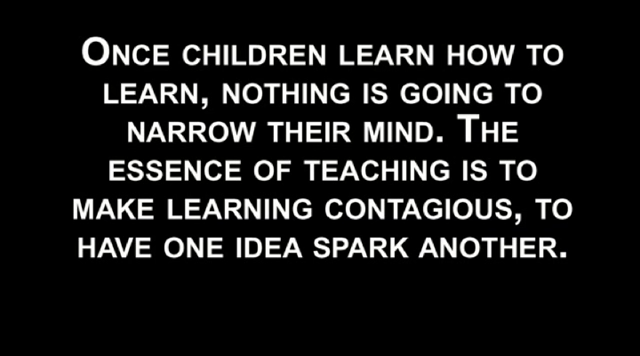 Once children learn how to
learn, nothing is going to
narrow their mind. The
essence of teaching is to
make learning contagious, to
have one idea spark another.